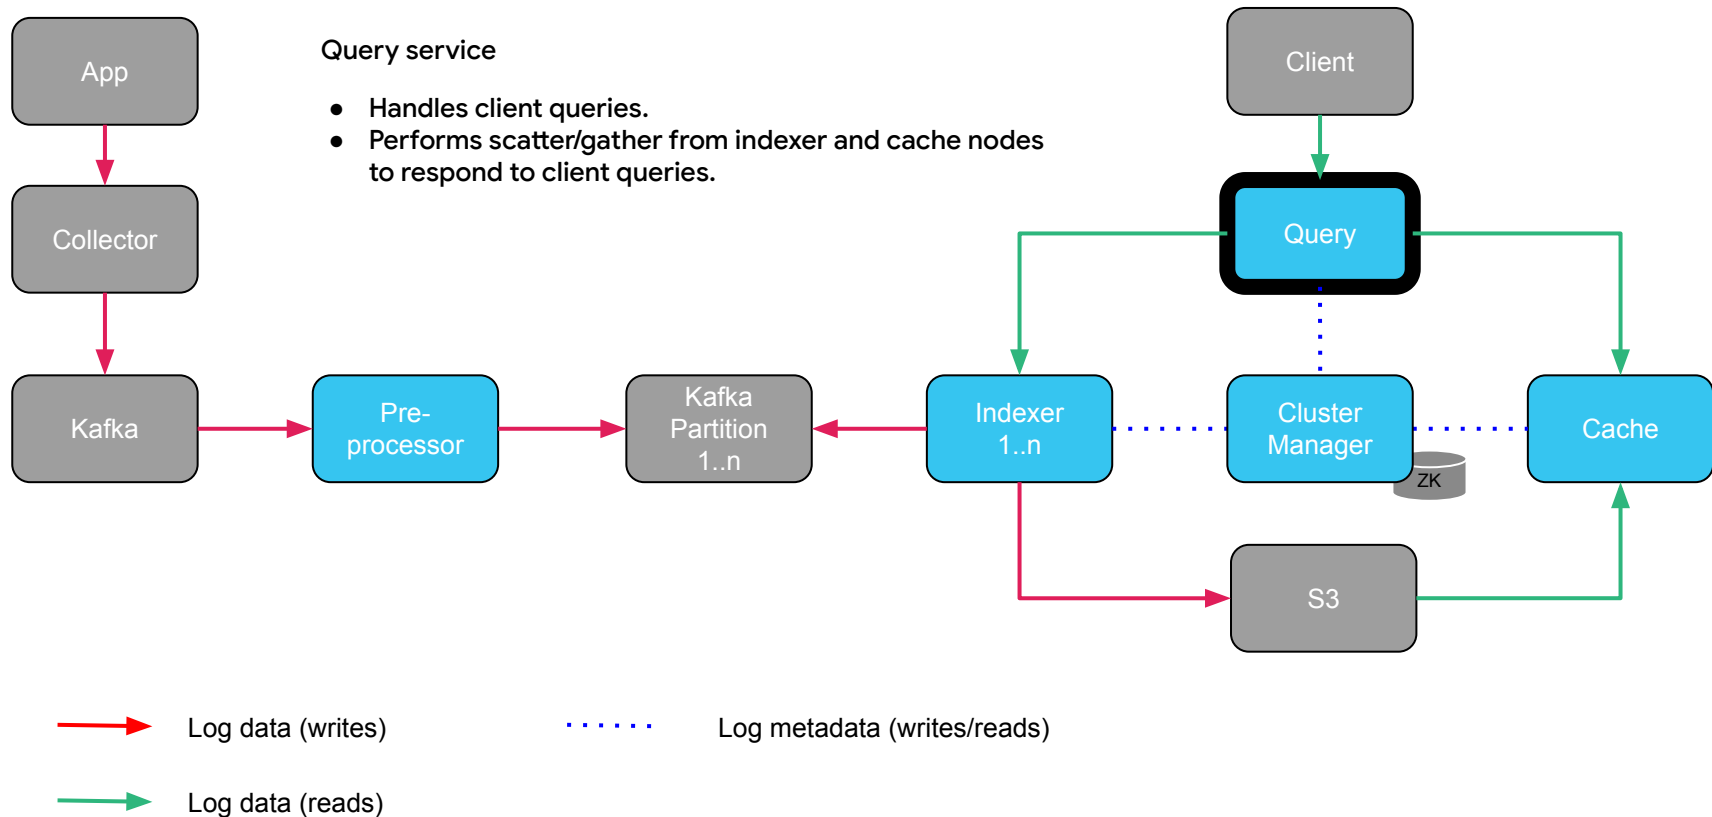 App
Query service
Client
● Handles client queries.
● Performs scatter/gather from indexer and cache nodes
to respond to client queries.
Collector
Query
Kafka
Pre-
processor
Kafka
Partition
1..n
Indexer
1..n
Cluster
Manager
Cache
ZK
S3
Log data (writes)
Log metadata (writes/reads)
Log data (reads)